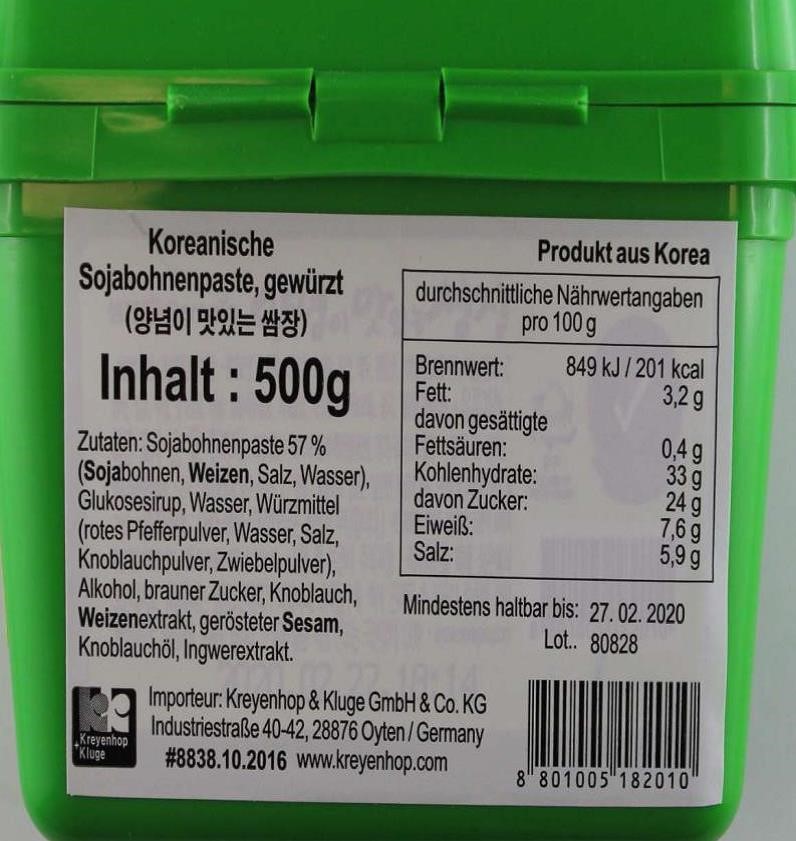 Koreanische
Sojabohnenpaste, gewürzt
(양념이 맛있는 쌈장)
Inhalt : 500g
Zutaten: Sojabohnenpaste 57 %
(Sojabohnen, Weizen, Salz, Wasser),
Glukosesirup, Wasser, Würzmittel
(rotes Pfefferpulver, Wasser, Salz,
Knoblauchpulver, Zwiebelpulver),
Alkohol, brauner Zucker, Knoblauch,
Weizenextrakt, gerösteter Sesam,
Knoblauchöl, Ingwerextrakt.
Produkt aus Korea
durchschnittliche Nährwertangaben
pro 100 g
Brennwert: 849 kJ / 201 kcal
Fett: 3,2 g
davon gesättigte
Fettsäuren: 0,4 g
Kohlenhydrate: 33 g
davon Zucker: 24 g
Eiweiß: 7,6 g
Salz: 5,9 g
Mindestens haltbar bis: 27. 02. 2020
Lot.. 80828
Kreyenhop
+Kluge
Importeur: Kreyenhop & Kluge GmbH & Co. KG
Industriestraße 40-42, 28876 Oyten / Germany
#8838.10.2016 www.kreyenhop.com
8 801005 182010